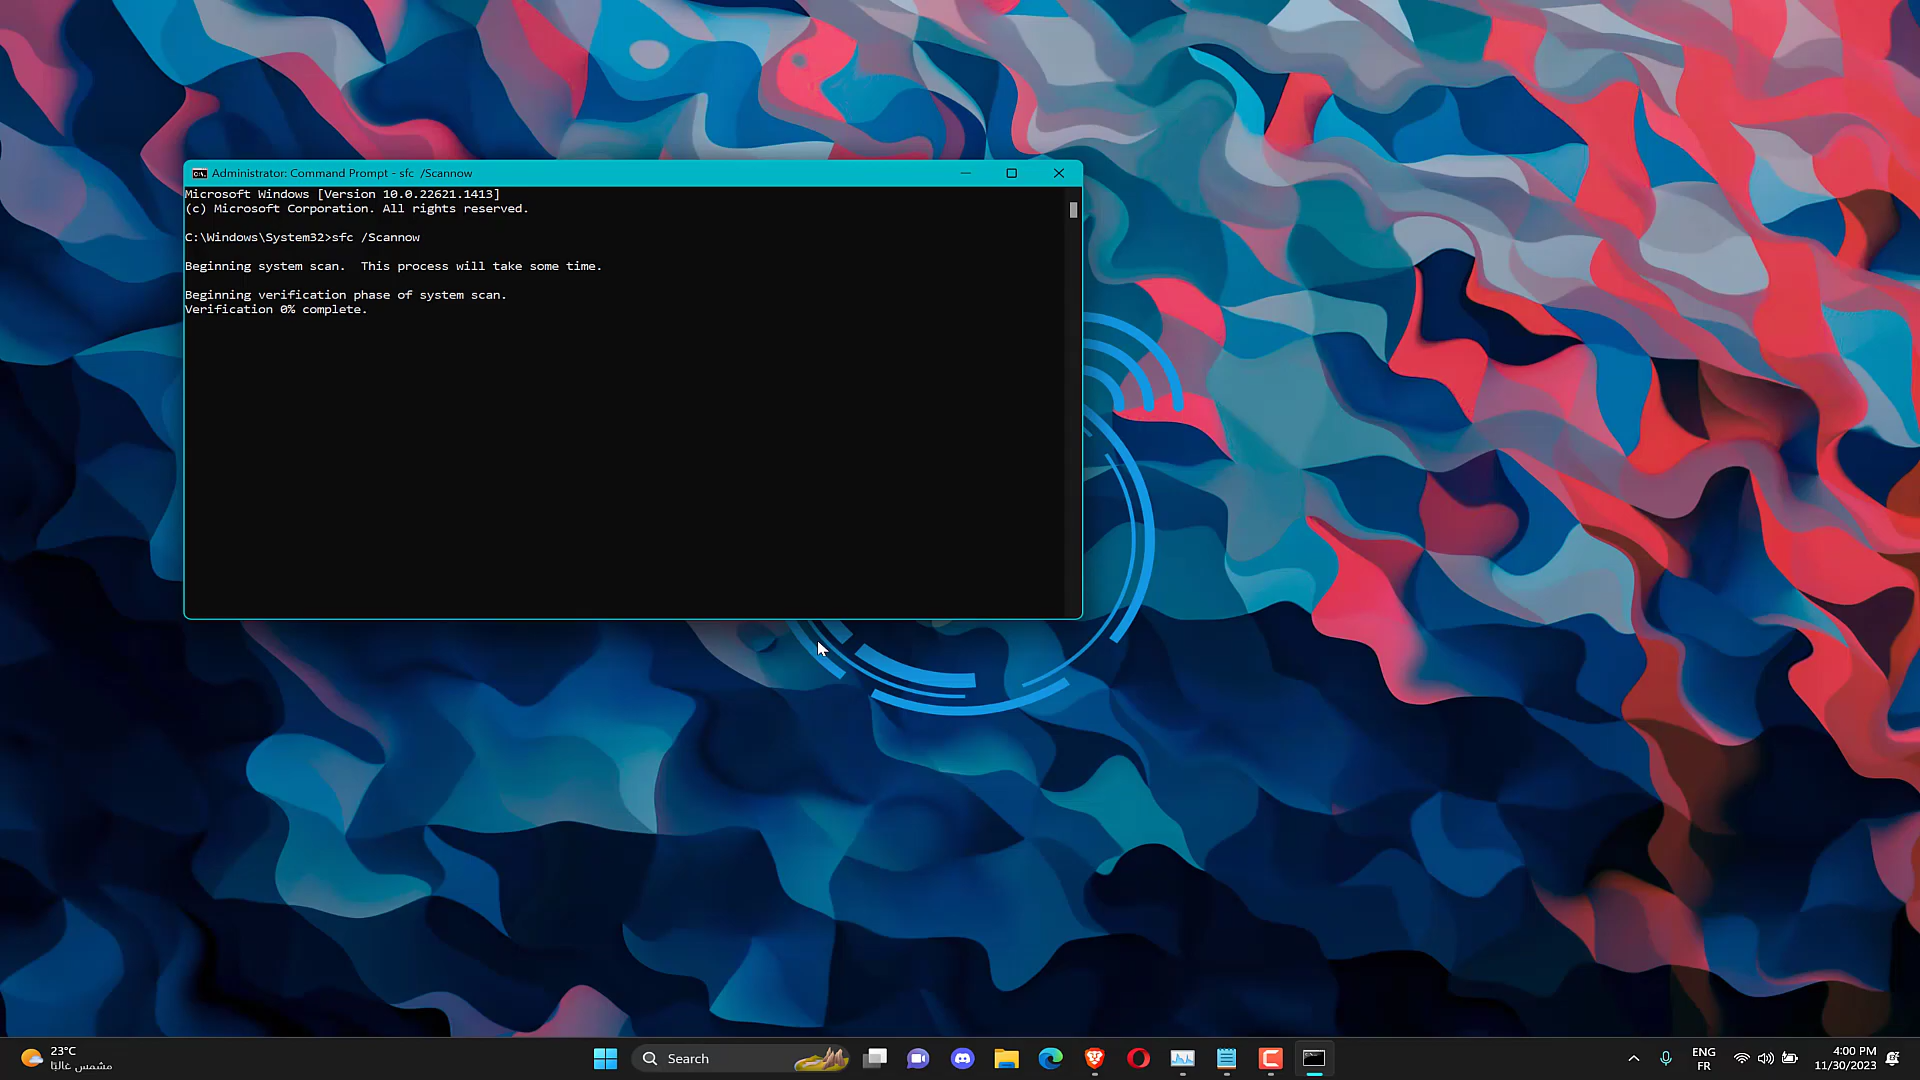 Administrator: Command Prompt - sfc  /Scannow
Microsoft Windows [Version 10.0.22621.1413]
(c) Microsoft Corporation. All rights reserved.
C:\Windows\System32>sfc /Scannow
Beginning system scan.  This process will take some time.
Beginning verification phase of system scan.
Verification 0% complete.
23°C
مشمس غالبًا
Search
ENG
FR
4:00 PM
11/30/2023